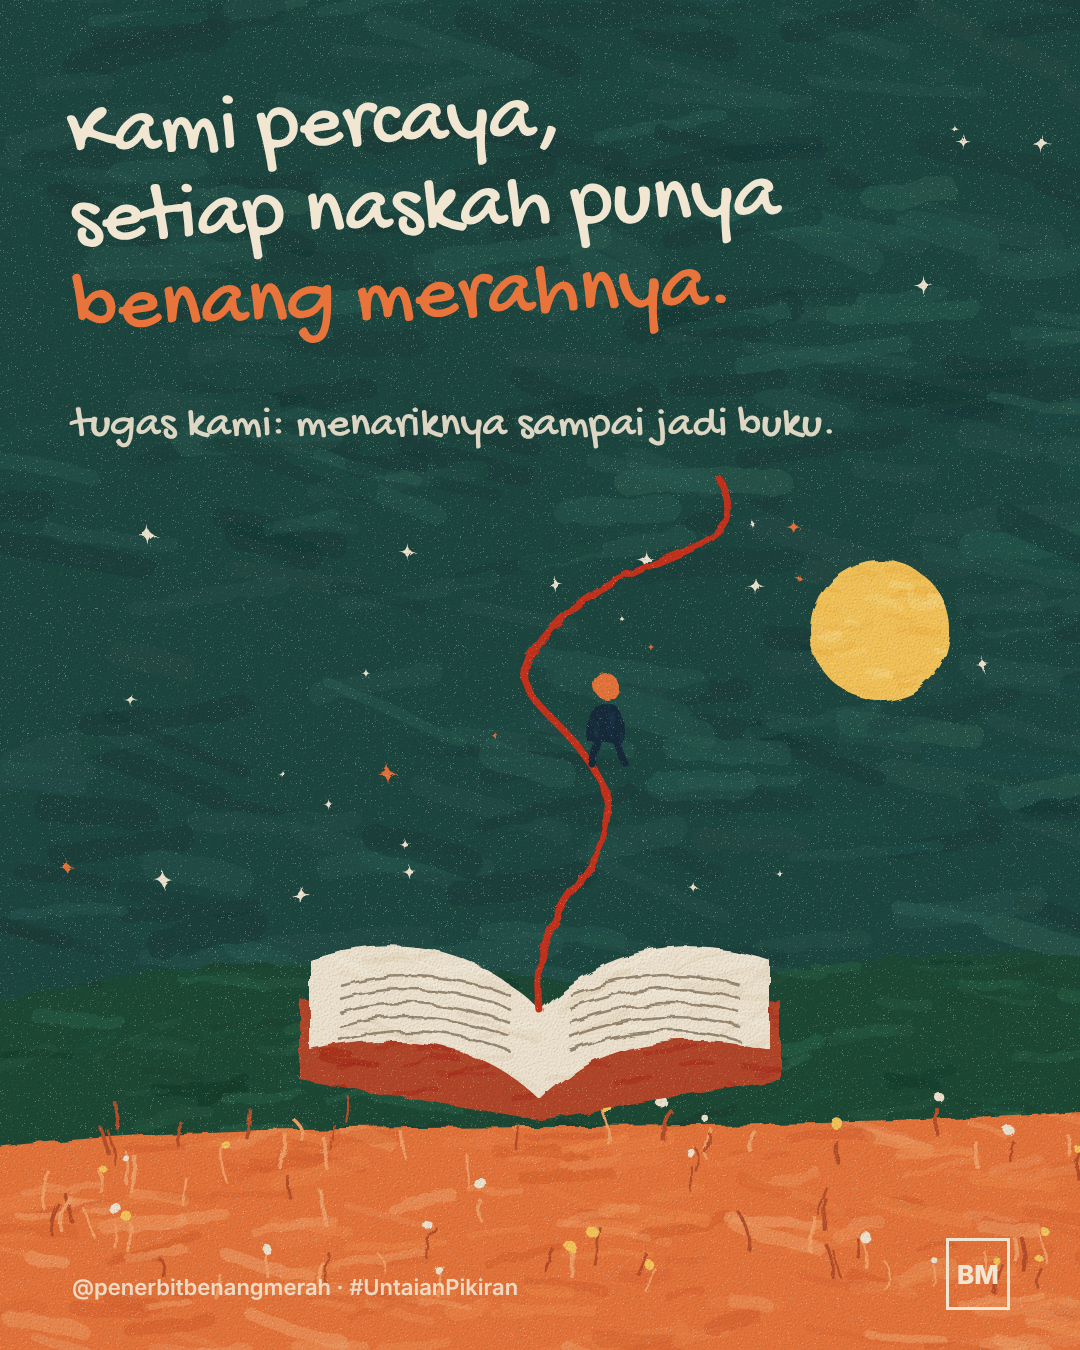 Kami percaya,
setiap naskah punya
benang merahnya.
tugas kami: menariknya sampai jadi buku.
@penerbitbenangmerah · #UntaianPikiran
BM